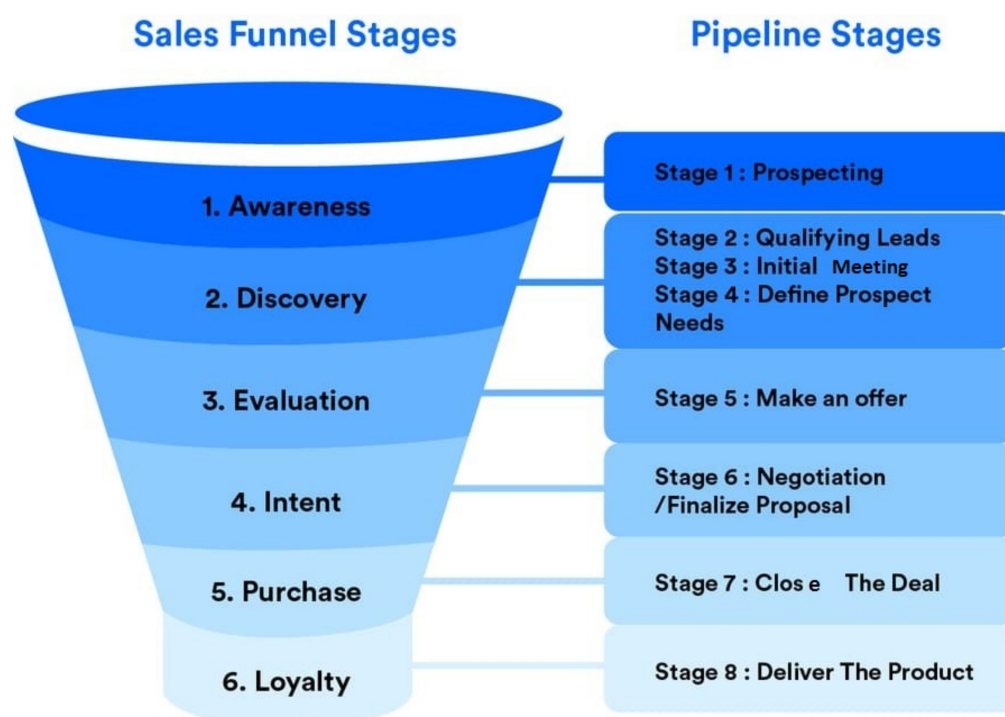 Sales Funnel Stages
Pipeline Stages
1. Awareness
2. Discovery
3. Evaluation
4. Intent
5. Purchase
6. Loyalty
Stage 1 : Prospecting
Stage 2 : Qualifying Leads
Stage 3 : Initial Meeting
Stage 4 : Define Prospect
Needs
Stage 5 : Make an offer
Stage 6 : Negotiation
/Finalize Proposal
Stage 7 : Close The Deal
Stage 8 : Deliver The Product